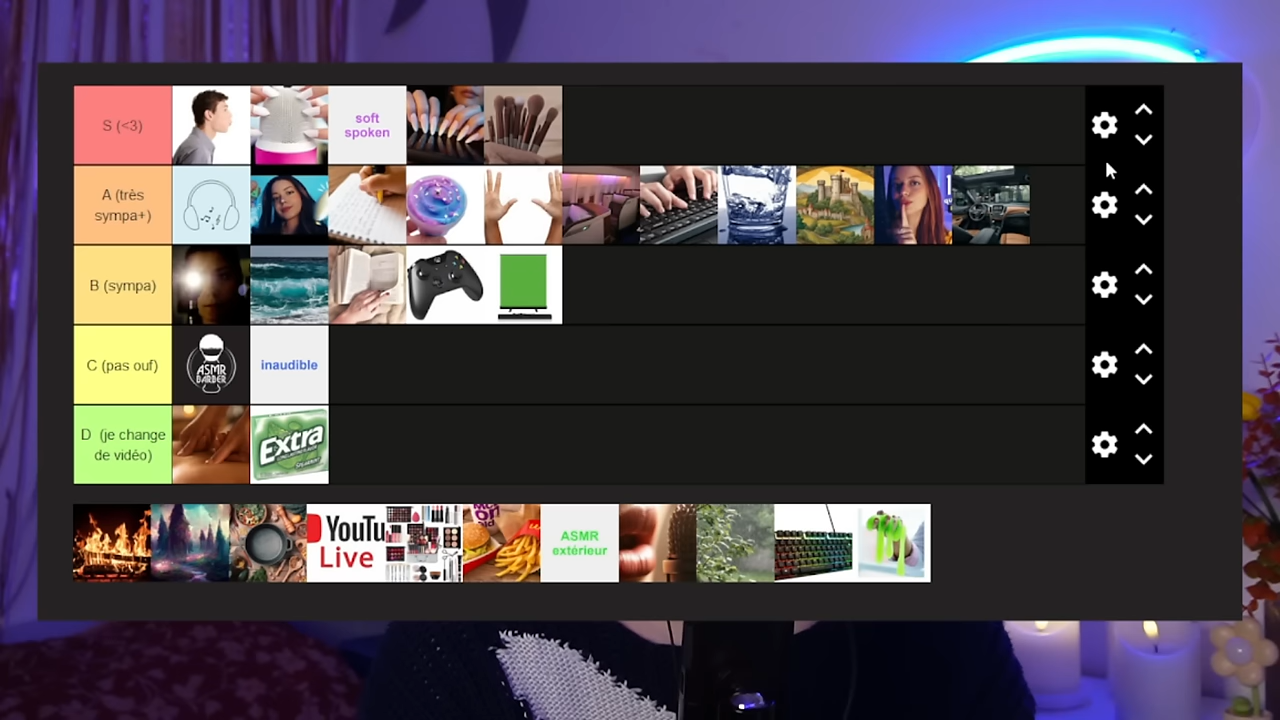 S (<3)
soft
spoken
A (très
sympa+)
B (sympa)
C (pas ouf)
ASMR
BARBER
inaudible
D (je change
de vidéo)
Extra
YouTu
Live
ASMR
extérieur